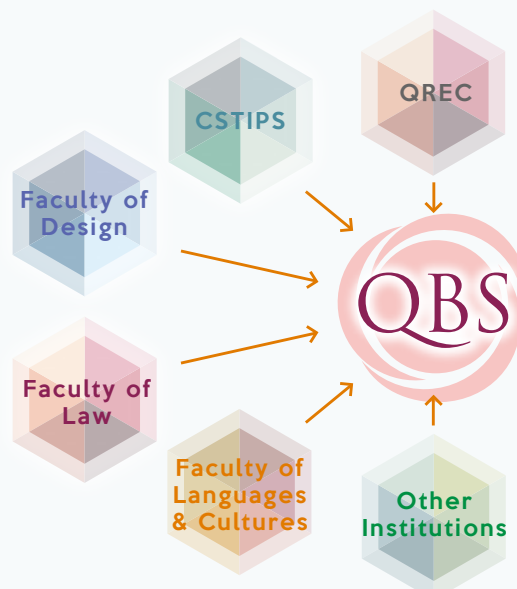 QREC
CSTIPS
Faculty of
Design
QBS
Faculty of
Law
Faculty of
Languages
& Cultures
Other
Institutions